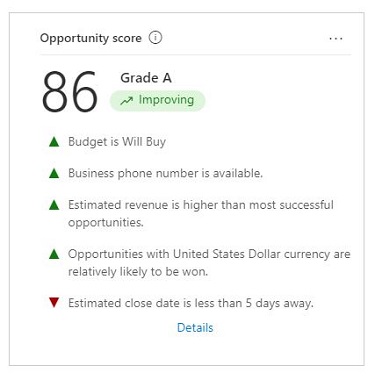 Opportunity score
86
Grade A
Improving
Budget is Will Buy
Business phone number is available.
Estimated revenue is higher than most successful
opportunities.
Opportunities with United States Dollar currency are
relatively likely to be won.
Estimated close date is less than 5 days away.
Details